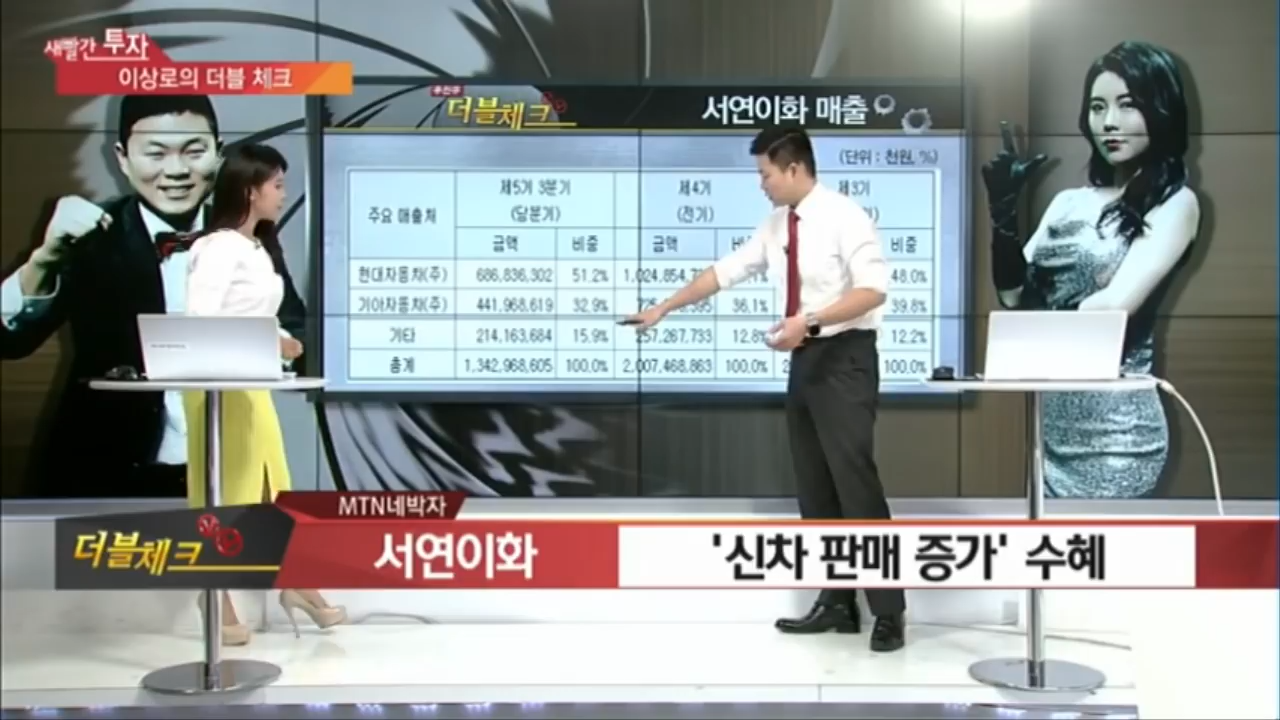 새빨간 투자
이상로의 더블 체크
더블체크
서연이화 매출
(단위 : 천원, %)
주요 매출처
제5기 3분기
(당분기)
제4기
(전기)
제3기
금액 비중 금액 비중
현대자동차(주) 686,836,302 51.2% 48.0%
기아자동차(주) 441,968,619 32.9% 36.1% 39.8%
기타 214,163,684 15.9% 257,267,733 12.2%
총계 1,342,968,605 100.0% 2,007,468,863 100.0% 100.0%
MTN네박자
더블체크
서연이화
'신차 판매 증가' 수혜